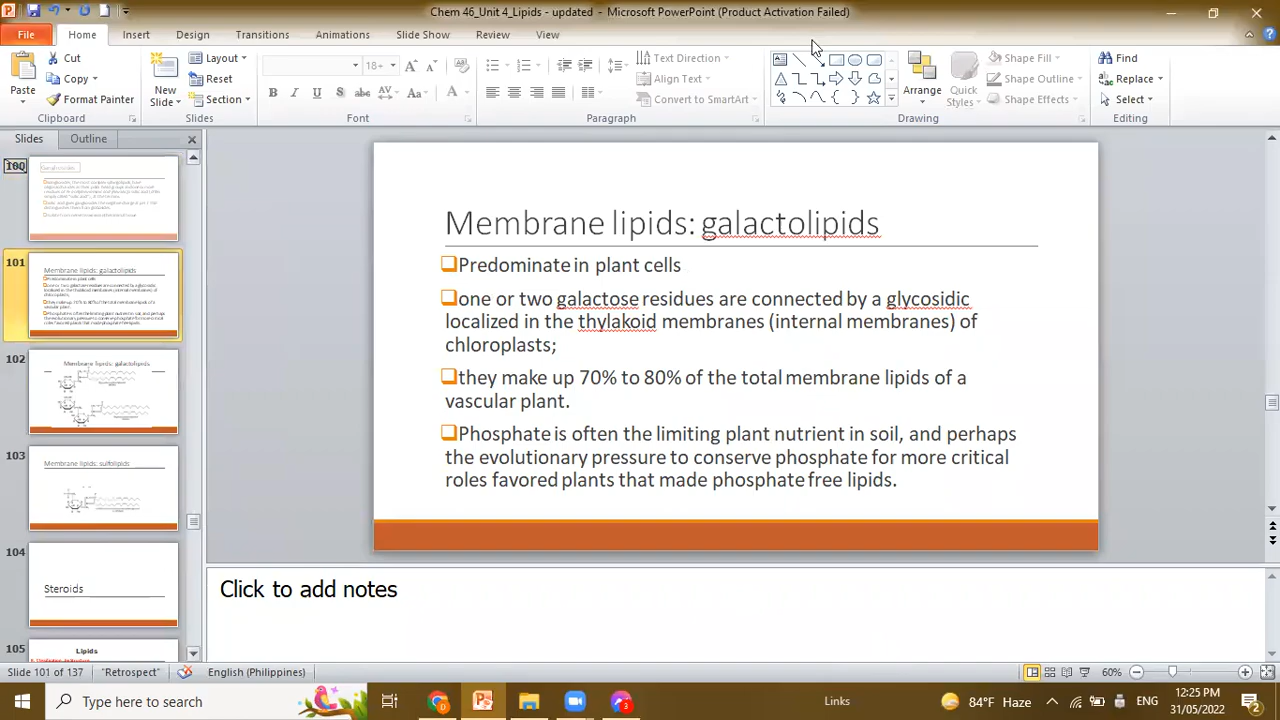 Chem 46_Unit 4_Lipids - updated - Microsoft PowerPoint (Product Activation Failed)
File Home Insert Design Transitions Animations Slide Show Review View
Paste
Cut
Copy
Format Painter
Clipboard
New Slide
Layout
Reset
Section
Slides
18
B I U S abc AV Aa A
Font
Text Direction
Align Text
Convert to SmartArt
Paragraph
Arrange
Quick Styles
Shape Fill
Shape Outline
Shape Effects
Drawing
Find
Replace
Select
Editing
Slides Outline
100
101
Membrane lipids: galactolipids
102
Membrane lipids: galactolipids
103
Membrane lipids: sulfolipids
104
Steroids
105
Lipids
Membrane lipids: galactolipids
Predominate in plant cells
one or two galactose residues are connected by a glycosidic
localized in the thylakoid membranes (internal membranes) of
chloroplasts;
they make up 70% to 80% of the total membrane lipids of a
vascular plant.
Phosphate is often the limiting plant nutrient in soil, and perhaps
the evolutionary pressure to conserve phosphate for more critical
roles favored plants that made phosphate free lipids.
Click to add notes
Slide 101 of 137 "Retrospect" English (Philippines) 60%
Type here to search
Links
84°F Haze
ENG
12:25 PM
31/05/2022